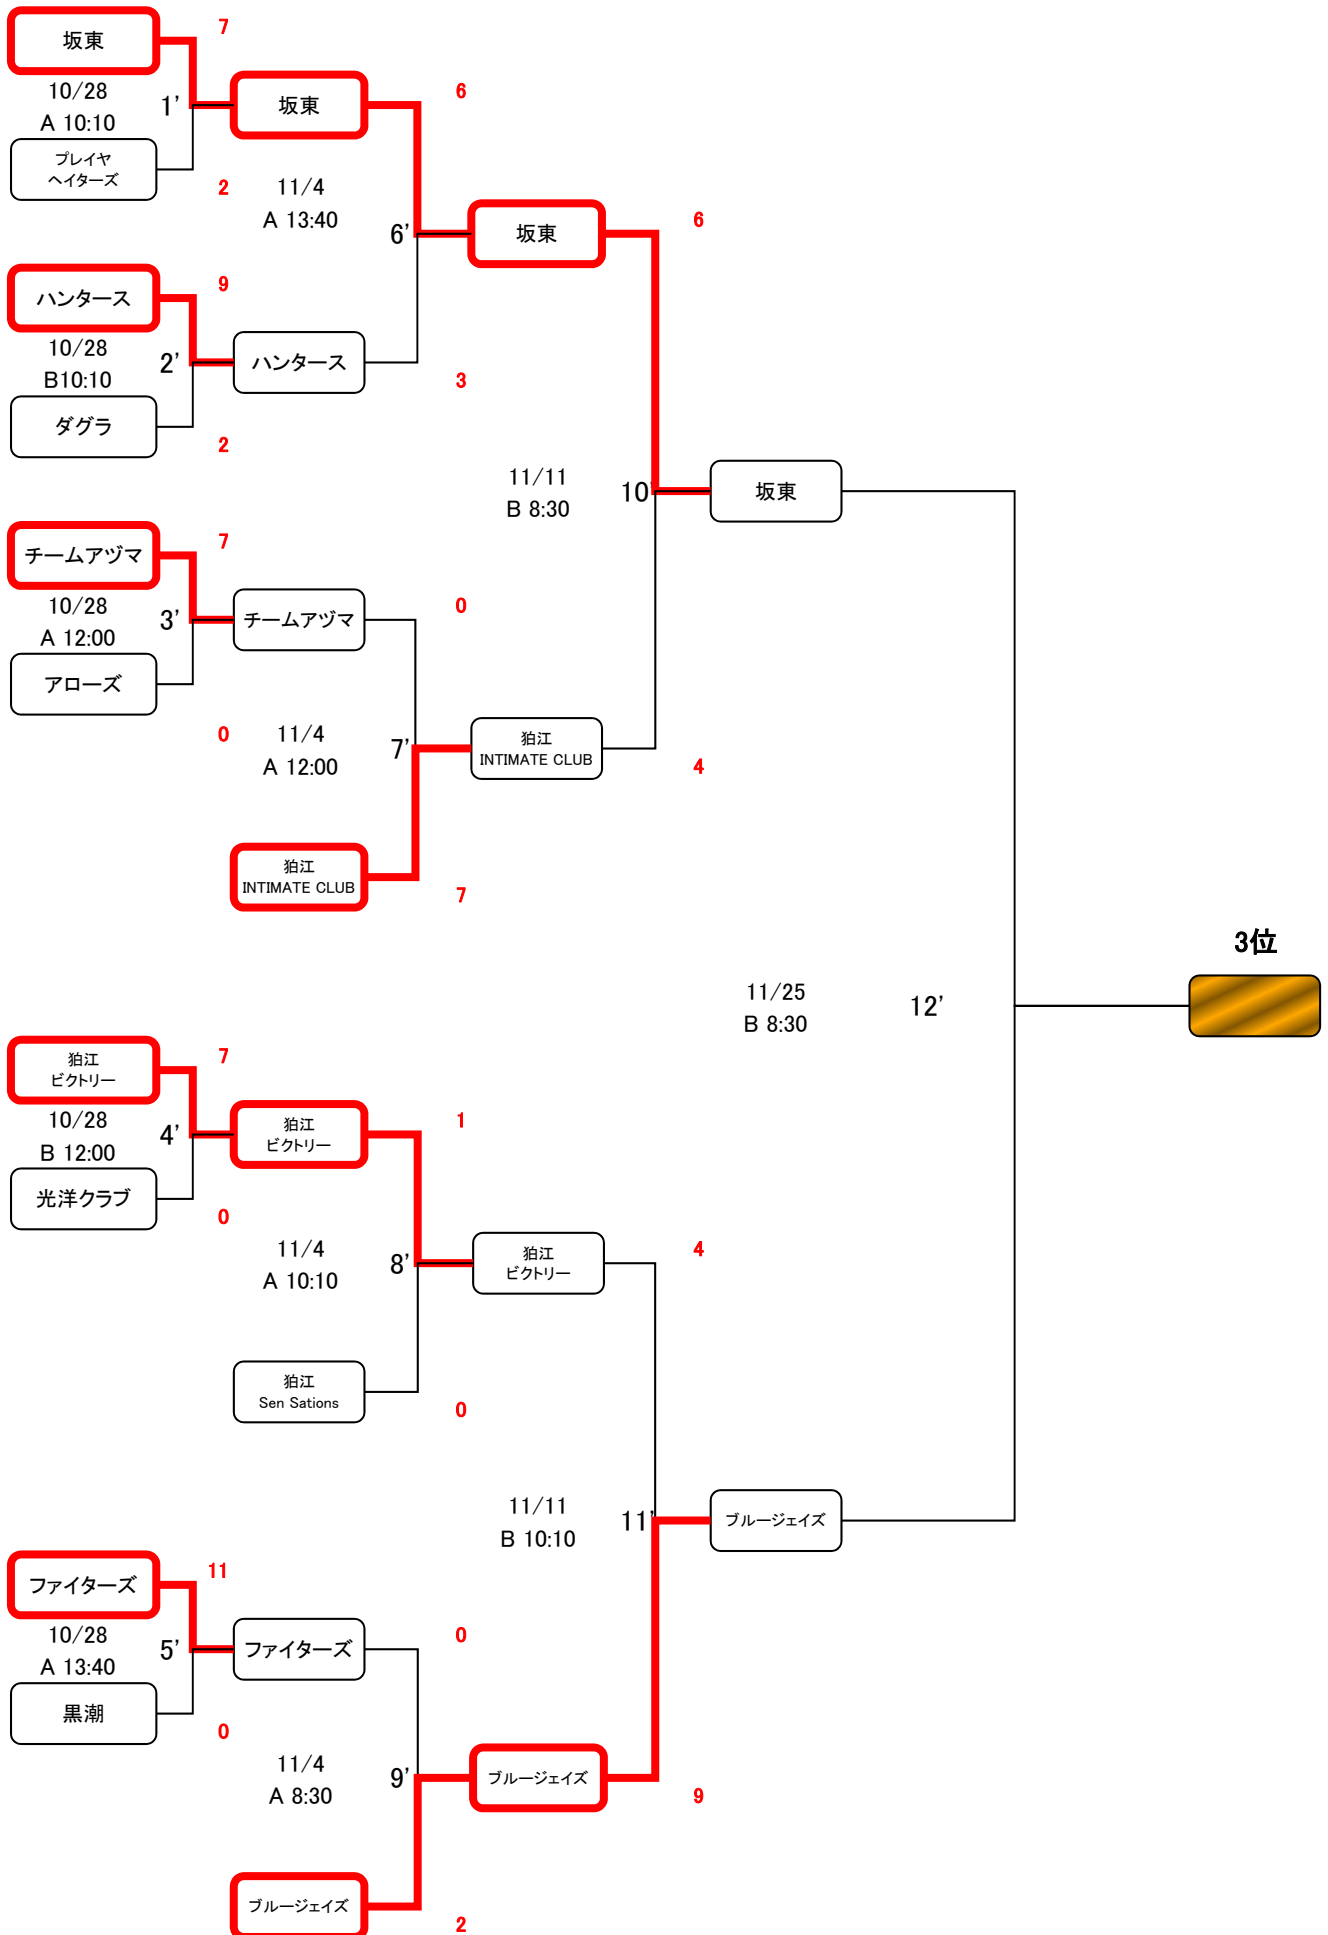 坂東
7
10/28
A 10:10
1’
プレイヤ
ヘイターズ
2
坂東
6
11/4
A 13:40
6’
ハンタース
9
10/28
B10:10
2’
ダグラ
2
ハンタース
3
坂東
6
11/11
B 8:30
10’
坂東
チームアヅマ
7
10/28
A 12:00
3’
アローズ
0
チームアヅマ
0
11/4
A 12:00
7’
狛江
INTIMATE CLUB
7
狛江
INTIMATE CLUB
4
3位
11/25
B 8:30
12’
狛江
ビクトリー
7
10/28
B 12:00
4’
光洋クラブ
0
狛江
ビクトリー
1
11/4
A 10:10
8’
狛江
Sen Sations
0
狛江
ビクトリー
4
11/11
B 10:10
11’
ブルージェイズ
ファイターズ
11
10/28
A 13:40
5’
黒潮
0
ファイターズ
0
11/4
A 8:30
9’
ブルージェイズ
9
ブルージェイズ
2